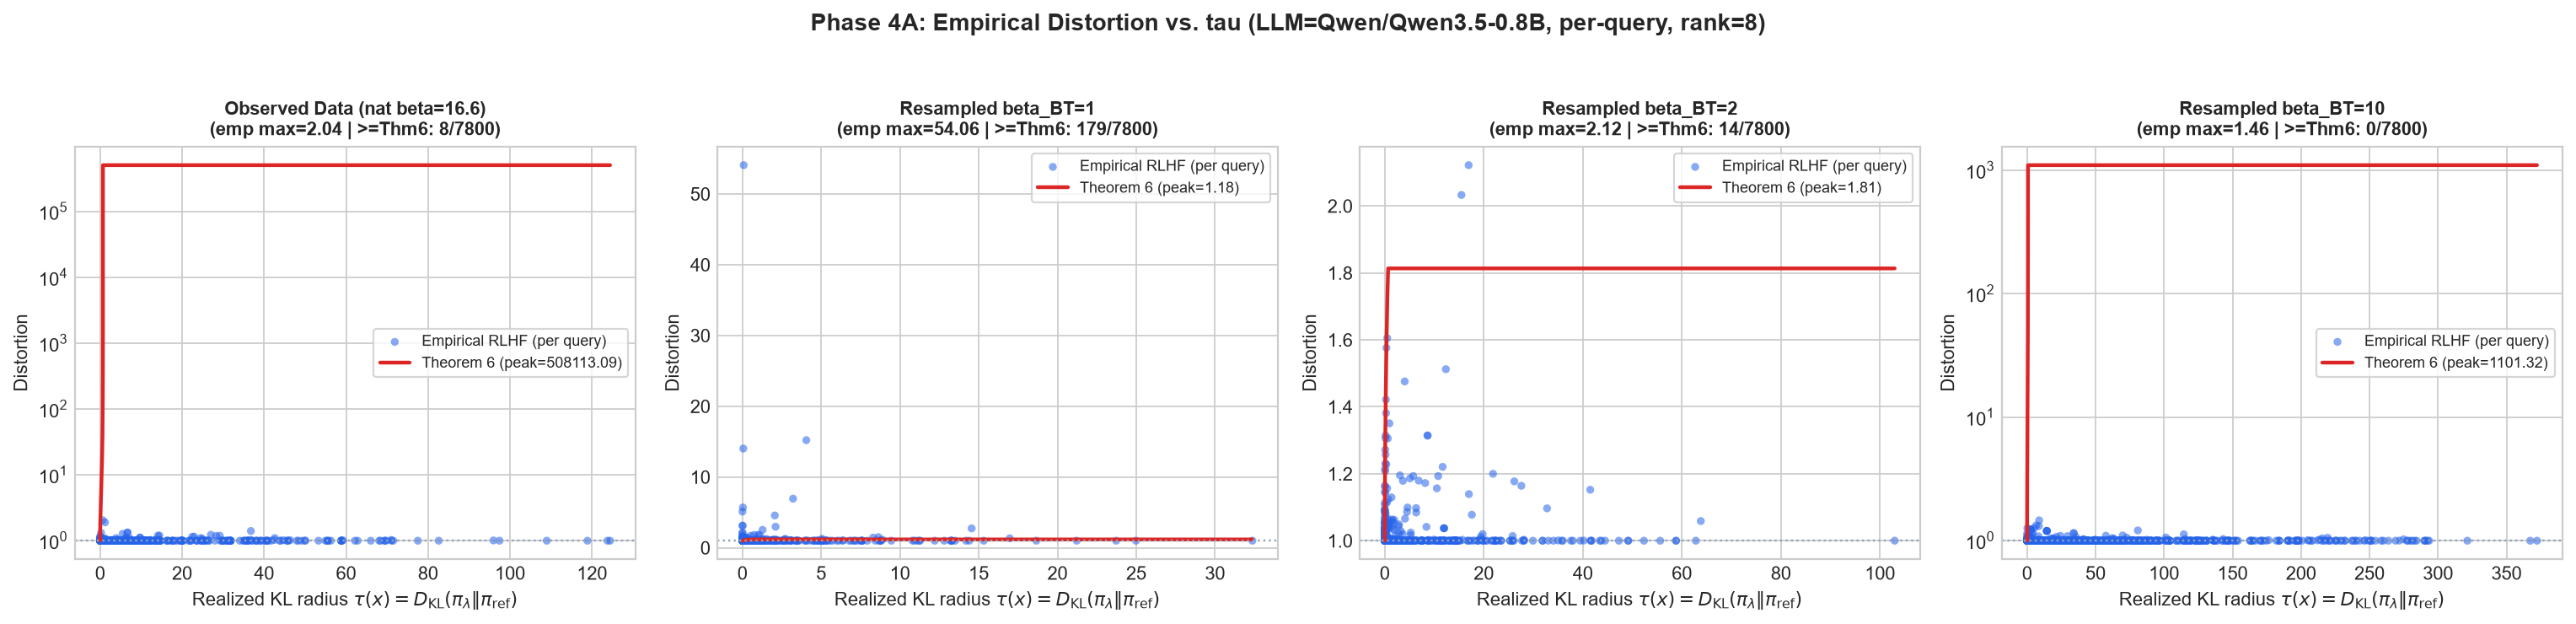 Phase 4A: Empirical Distortion vs. tau (LLM=Qwen/Qwen3.5-0.8B, per-query, rank=8)
Observed Data (nat beta=16.6)
(emp max=2.04 | >=Thm6: 8/7800)
Distortion
10^5
10^4
10^3
10^2
10^1
10^0
Empirical RLHF (per query)
Theorem 6 (peak=508113.09)
0 20 40 60 80 100 120
Realized KL radius τ(x) = D_KL(π_λ‖π_ref)
Resampled beta_BT=1
(emp max=54.06 | >=Thm6: 179/7800)
Distortion
50
40
30
20
10
0
Empirical RLHF (per query)
Theorem 6 (peak=1.18)
0 5 10 15 20 25 30
Realized KL radius τ(x) = D_KL(π_λ‖π_ref)
Resampled beta_BT=2
(emp max=2.12 | >=Thm6: 14/7800)
Distortion
2.0
1.8
1.6
1.4
1.2
1.0
Empirical RLHF (per query)
Theorem 6 (peak=1.81)
0 20 40 60 80 100
Realized KL radius τ(x) = D_KL(π_λ‖π_ref)
Resampled beta_BT=10
(emp max=1.46 | >=Thm6: 0/7800)
Distortion
10^3
10^2
10^1
10^0
Empirical RLHF (per query)
Theorem 6 (peak=1101.32)
0 50 100 150 200 250 300 350
Realized KL radius τ(x) = D_KL(π_λ‖π_ref)